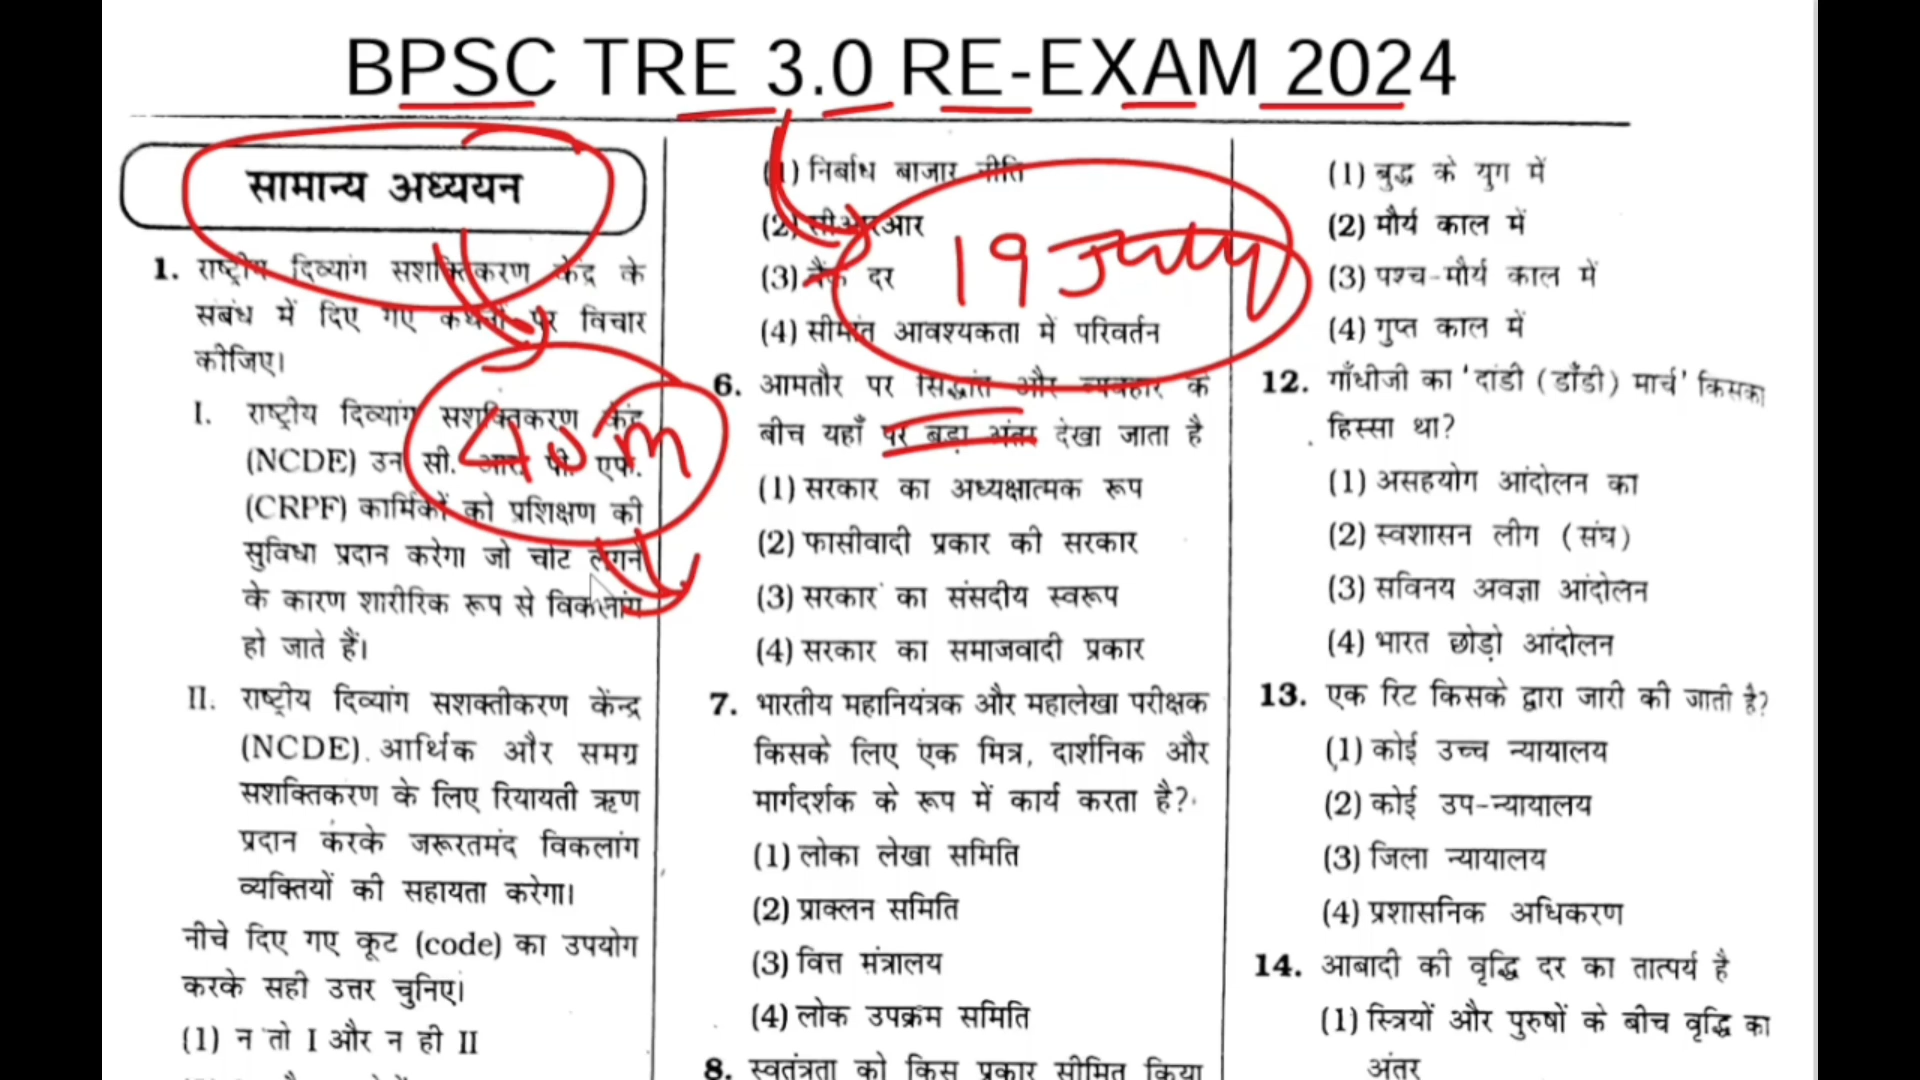 BPSC TRE 3.0 RE-EXAM 2024
सामान्य अध्ययन
1. राष्ट्रीय दिव्यांग सशक्तिकरण केंद्र के
संबंध में दिए गए कथनों पर विचार
कीजिए।
I. राष्ट्रीय दिव्यांग सशक्तिकरण केंद्र
(NCDE) उन सी. आर. पी. एफ.
(CRPF) कार्मिकों को प्रशिक्षण की
सुविधा प्रदान करेगा जो चोट लगने
के कारण शारीरिक रूप से विकलांग
हो जाते हैं।
II. राष्ट्रीय दिव्यांग सशक्तीकरण केंन्द्र
(NCDE). आर्थिक और समग्र
सशक्तिकरण के लिए रियायती ऋण
प्रदान करके जरूरतमंद विकलांग
व्यक्तियों की सहायता करेगा।
नीचे दिए गए कूट (code) का उपयोग
करके सही उत्तर चुनिए।
(1) न तो I और न ही II
40 m
(1) निर्बाध बाजार नीति
(2) सीआरआर
(3) बैंक दर
(4) सीमांत आवश्यकता में परिवर्तन
19 July
6. आमतौर पर सिद्धांत और व्यवहार के
बीच यहाँ पर बड़ा अंतर देखा जाता है
(1) सरकार का अध्यक्षात्मक रूप
(2) फासीवादी प्रकार की सरकार
(3) सरकार का संसदीय स्वरूप
(4) सरकार का समाजवादी प्रकार
7. भारतीय महानियंत्रक और महालेखा परीक्षक
किसके लिए एक मित्र, दार्शनिक और
मार्गदर्शक के रूप में कार्य करता है?
(1) लोका लेखा समिति
(2) प्राक्लन समिति
(3) वित्त मंत्रालय
(4) लोक उपक्रम समिति
8. स्वतंत्रता को किस प्रकार सीमित किया
(1) बुद्ध के युग में
(2) मौर्य काल में
(3) पश्च-मौर्य काल में
(4) गुप्त काल में
12. गाँधीजी का 'दांडी (डाँडी) मार्च' किसका
हिस्सा था?
(1) असहयोग आंदोलन का
(2) स्वशासन लीग (संघ)
(3) सविनय अवज्ञा आंदोलन
(4) भारत छोड़ो आंदोलन
13. एक रिट किसके द्वारा जारी की जाती है?
(1) कोई उच्च न्यायालय
(2) कोई उप-न्यायालय
(3) जिला न्यायालय
(4) प्रशासनिक अधिकरण
14. आबादी की वृद्धि दर का तात्पर्य है
(1) स्त्रियों और पुरुषों के बीच वृद्धि का
अंतर